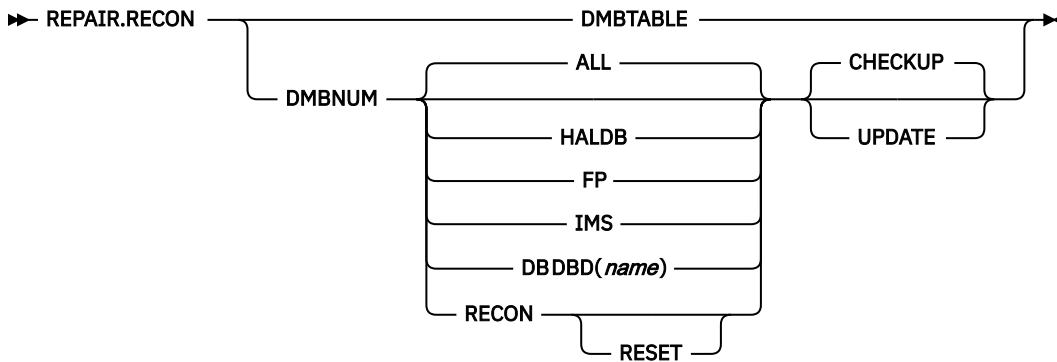 REPAIR.RECON
DMBTABLE
DMBNUM
ALL
HALDB
FP
IMS
DBDBD(name)
RECON
RESET
CHECKUP
UPDATE